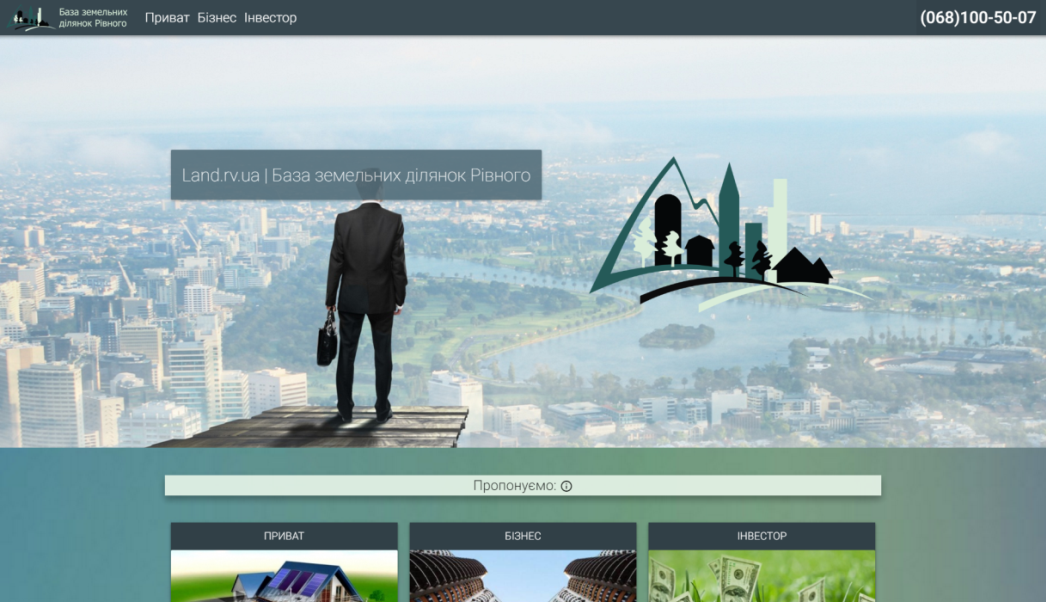 База земельних
ділянок Рівного
Приват Бізнес Інвестор
(068)100-50-07
Land.rv.ua | База земельних ділянок Рівного
Пропонуємо:
ПРИВАТ
БІЗНЕС
ІНВЕСТОР